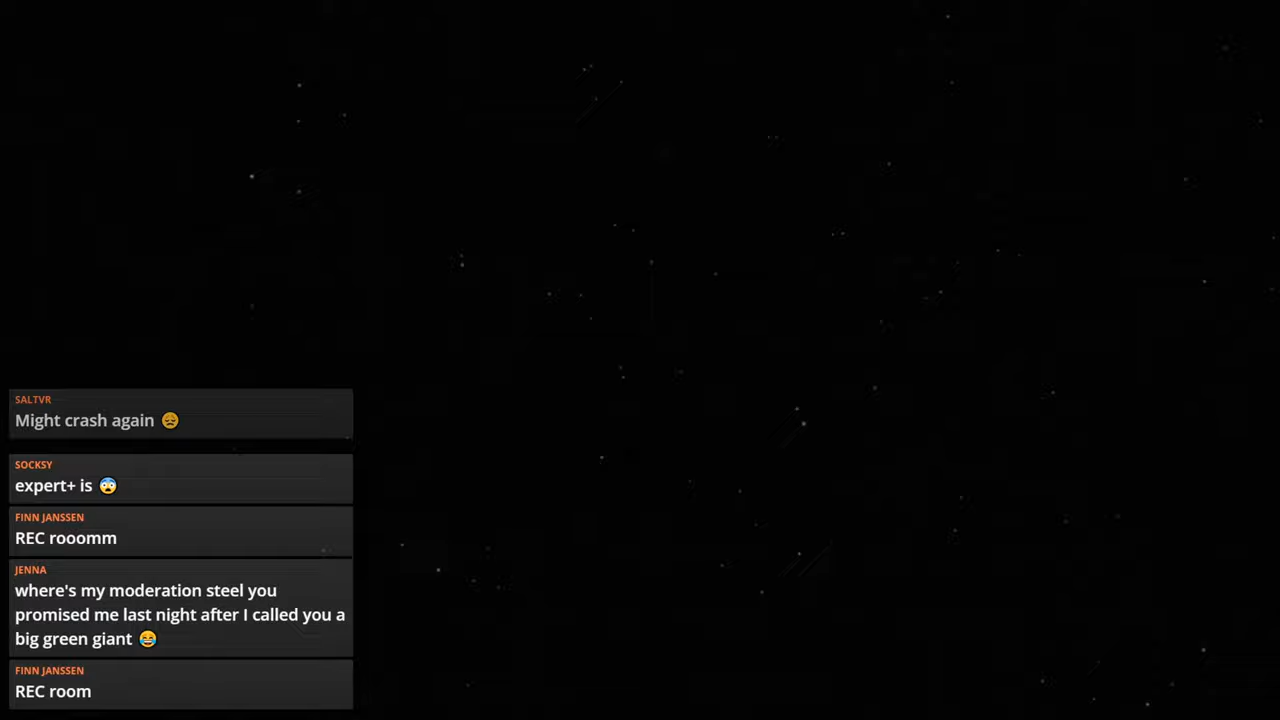 SALTVR
Might crash again 😩
SOCKSY
expert+ is 😨
FINN JANSSEN
REC rooomm
JENNA
where's my moderation steel you
promised me last night after I called you a
big green giant 😂
FINN JANSSEN
REC room